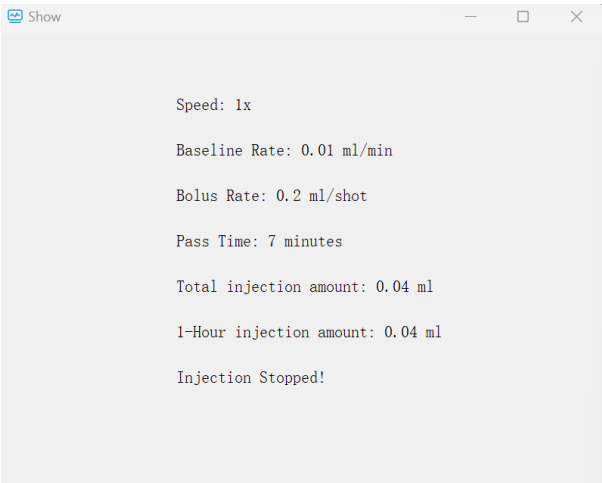 Show
Speed: 1x
Baseline Rate: 0.01 ml/min
Bolus Rate: 0.2 ml/shot
Pass Time: 7 minutes
Total injection amount: 0.04 ml
1-Hour injection amount: 0.04 ml
Injection Stopped!